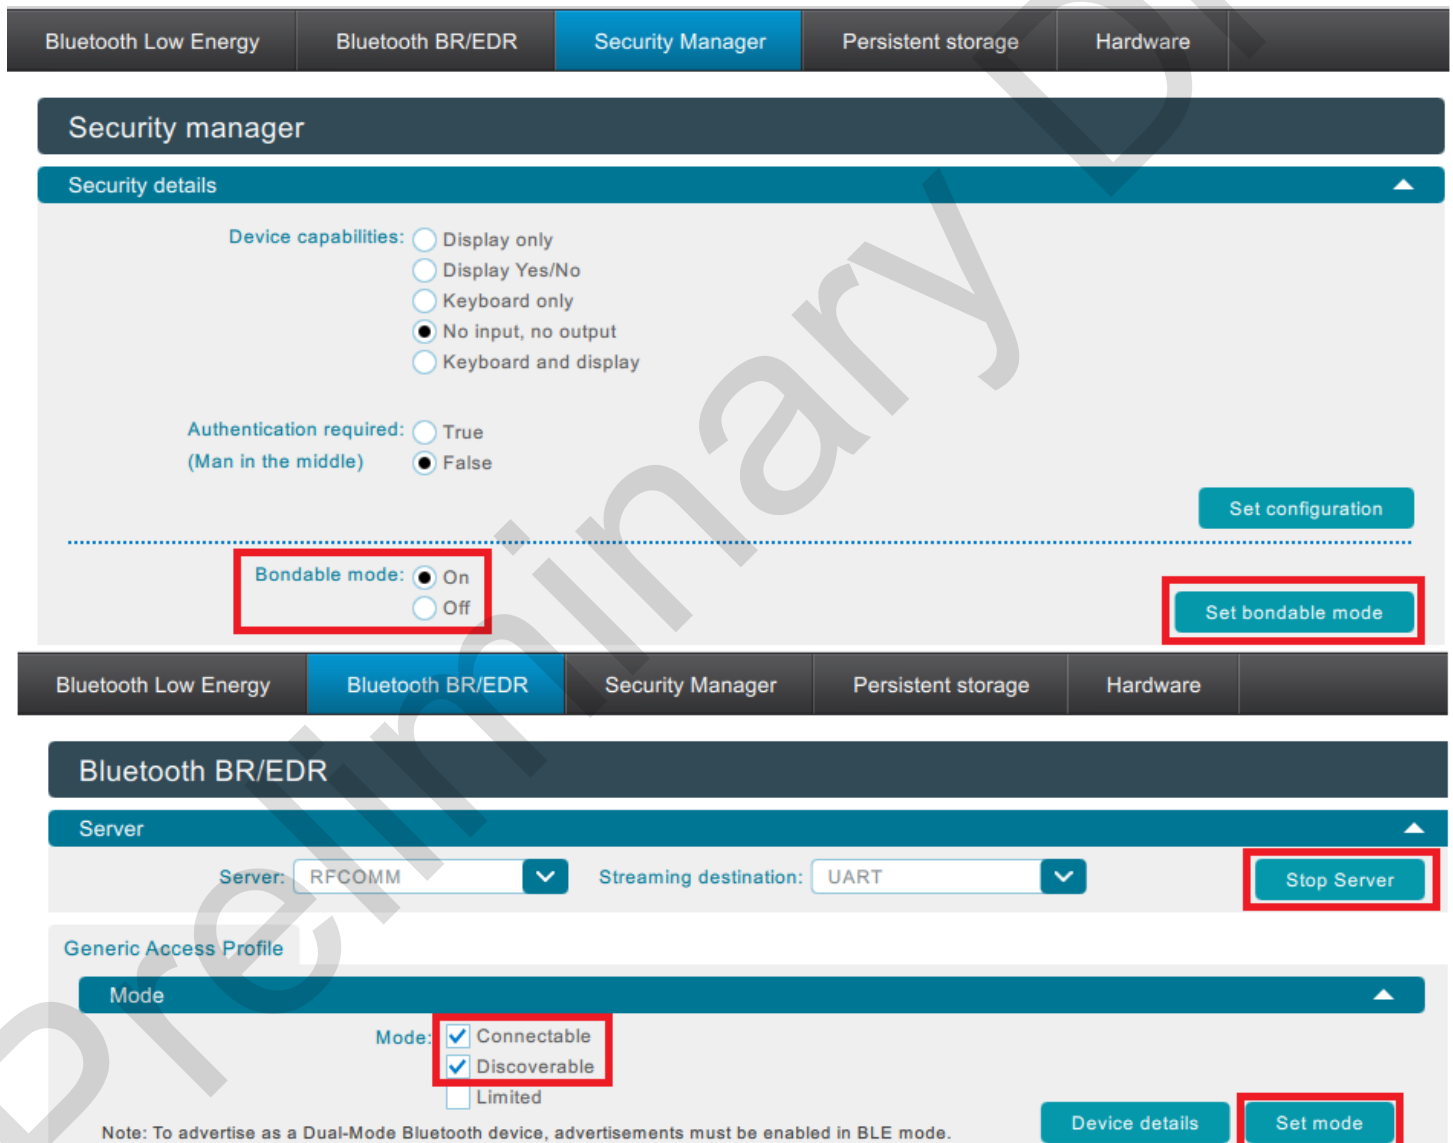 Bluetooth Low Energy Bluetooth BR/EDR Security Manager Persistent storage Hardware
Security manager
Security details
Device capabilities: Display only
Display Yes/No
Keyboard only
No input, no output
Keyboard and display
Authentication required: True
(Man in the middle) False
Set configuration
Bondable mode: On
Off
Set bondable mode
Bluetooth Low Energy Bluetooth BR/EDR Security Manager Persistent storage Hardware
Bluetooth BR/EDR
Server
Server: RFCOMM Streaming destination: UART Stop Server
Generic Access Profile
Mode
Mode: Connectable
Discoverable
Limited
Device details Set mode
Note: To advertise as a Dual-Mode Bluetooth device, advertisements must be enabled in BLE mode.
Preliminary